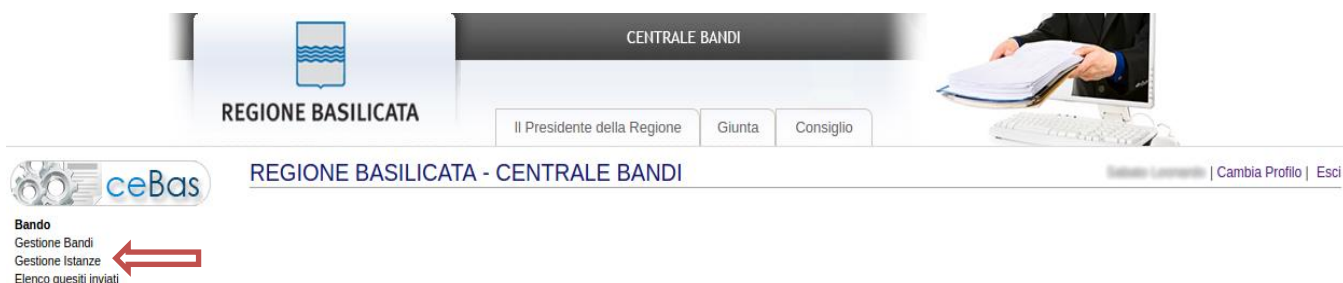 CENTRALE BANDI
REGIONE BASILICATA
Il Presidente della Regione
Giunta
Consiglio
ceBas
REGIONE BASILICATA - CENTRALE BANDI
| Cambia Profilo | Esci
Bando
Gestione Bandi
Gestione Istanze
Elenco quesiti inviati